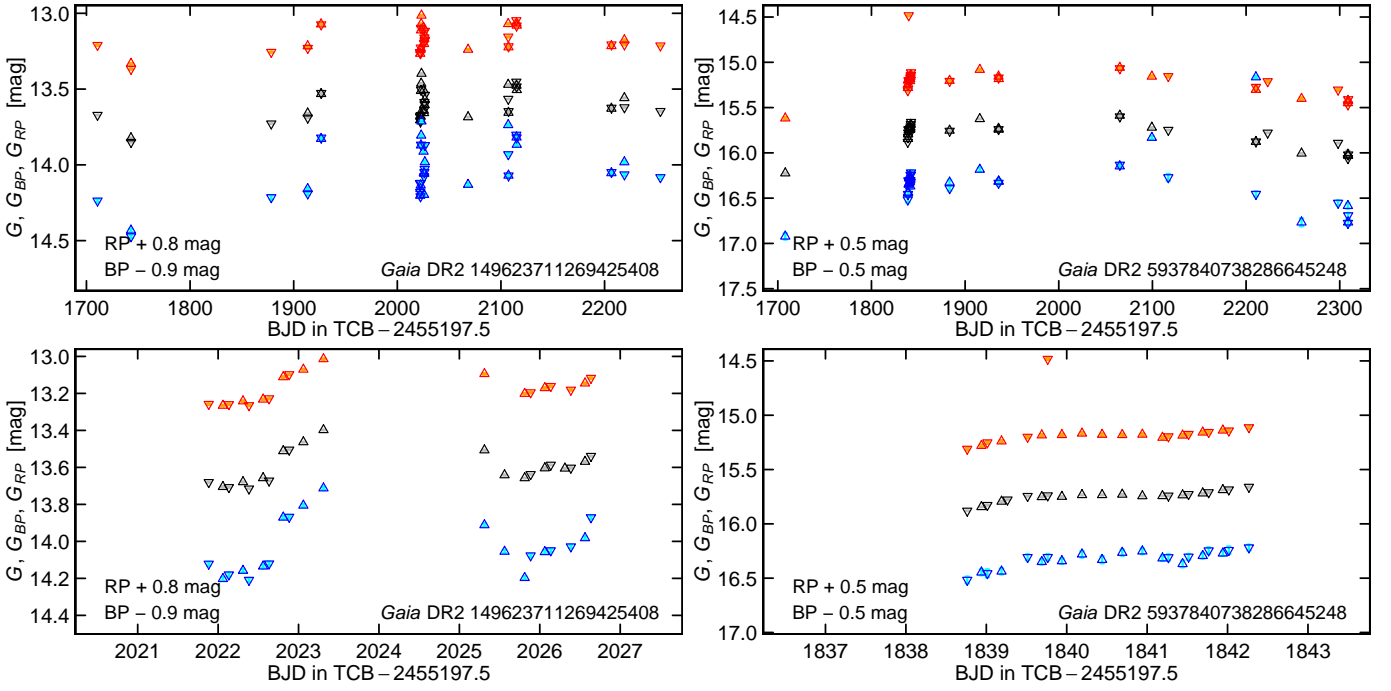 13.0
13.5
14.0
14.5
G, G_BP, G_RP [mag]
RP + 0.8 mag
BP – 0.9 mag
Gaia DR2 149623711269425408
1700 1800 1900 2000 2100 2200
BJD in TCB – 2455197.5
14.5
15.0
15.5
16.0
16.5
17.0
17.5
G, G_BP, G_RP [mag]
RP + 0.5 mag
BP – 0.5 mag
Gaia DR2 5937840738286645248
1700 1800 1900 2000 2100 2200 2300
BJD in TCB – 2455197.5
13.0
13.2
13.4
13.6
13.8
14.0
14.2
14.4
G, G_BP, G_RP [mag]
RP + 0.8 mag
BP – 0.9 mag
Gaia DR2 149623711269425408
2021 2022 2023 2024 2025 2026 2027
BJD in TCB – 2455197.5
14.5
15.0
15.5
16.0
16.5
17.0
G, G_BP, G_RP [mag]
RP + 0.5 mag
BP – 0.5 mag
Gaia DR2 5937840738286645248
1837 1838 1839 1840 1841 1842 1843
BJD in TCB – 2455197.5